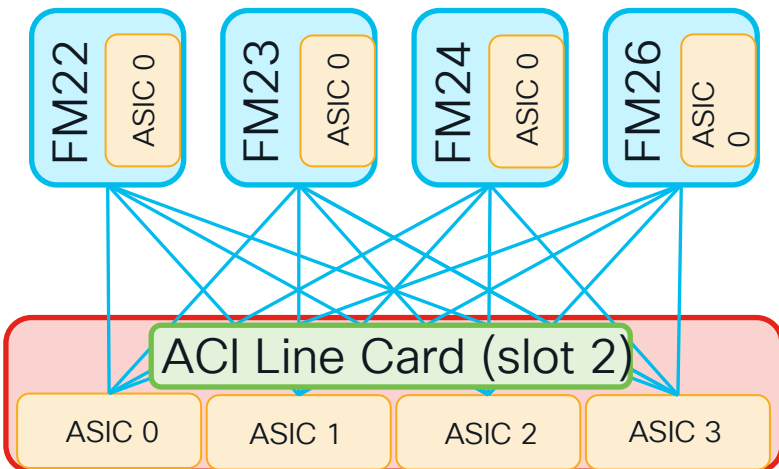 FM22
ASIC 0
FM23
ASIC 0
FM24
ASIC 0
FM26
ASIC
0
ACI Line Card (slot 2)
ASIC 0
ASIC 1
ASIC 2
ASIC 3